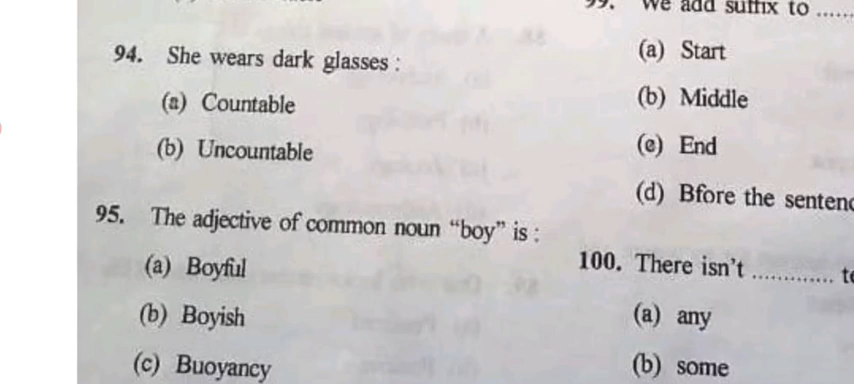 94. She wears dark glasses :
(a) Countable
(b) Uncountable
95. The adjective of common noun "boy" is :
(a) Boyful
(b) Boyish
(c) Buoyancy
99. We add suffix to ......
(a) Start
(b) Middle
(c) End
(d) Bfore the
100. There isn't .............
(a) any
(b) some